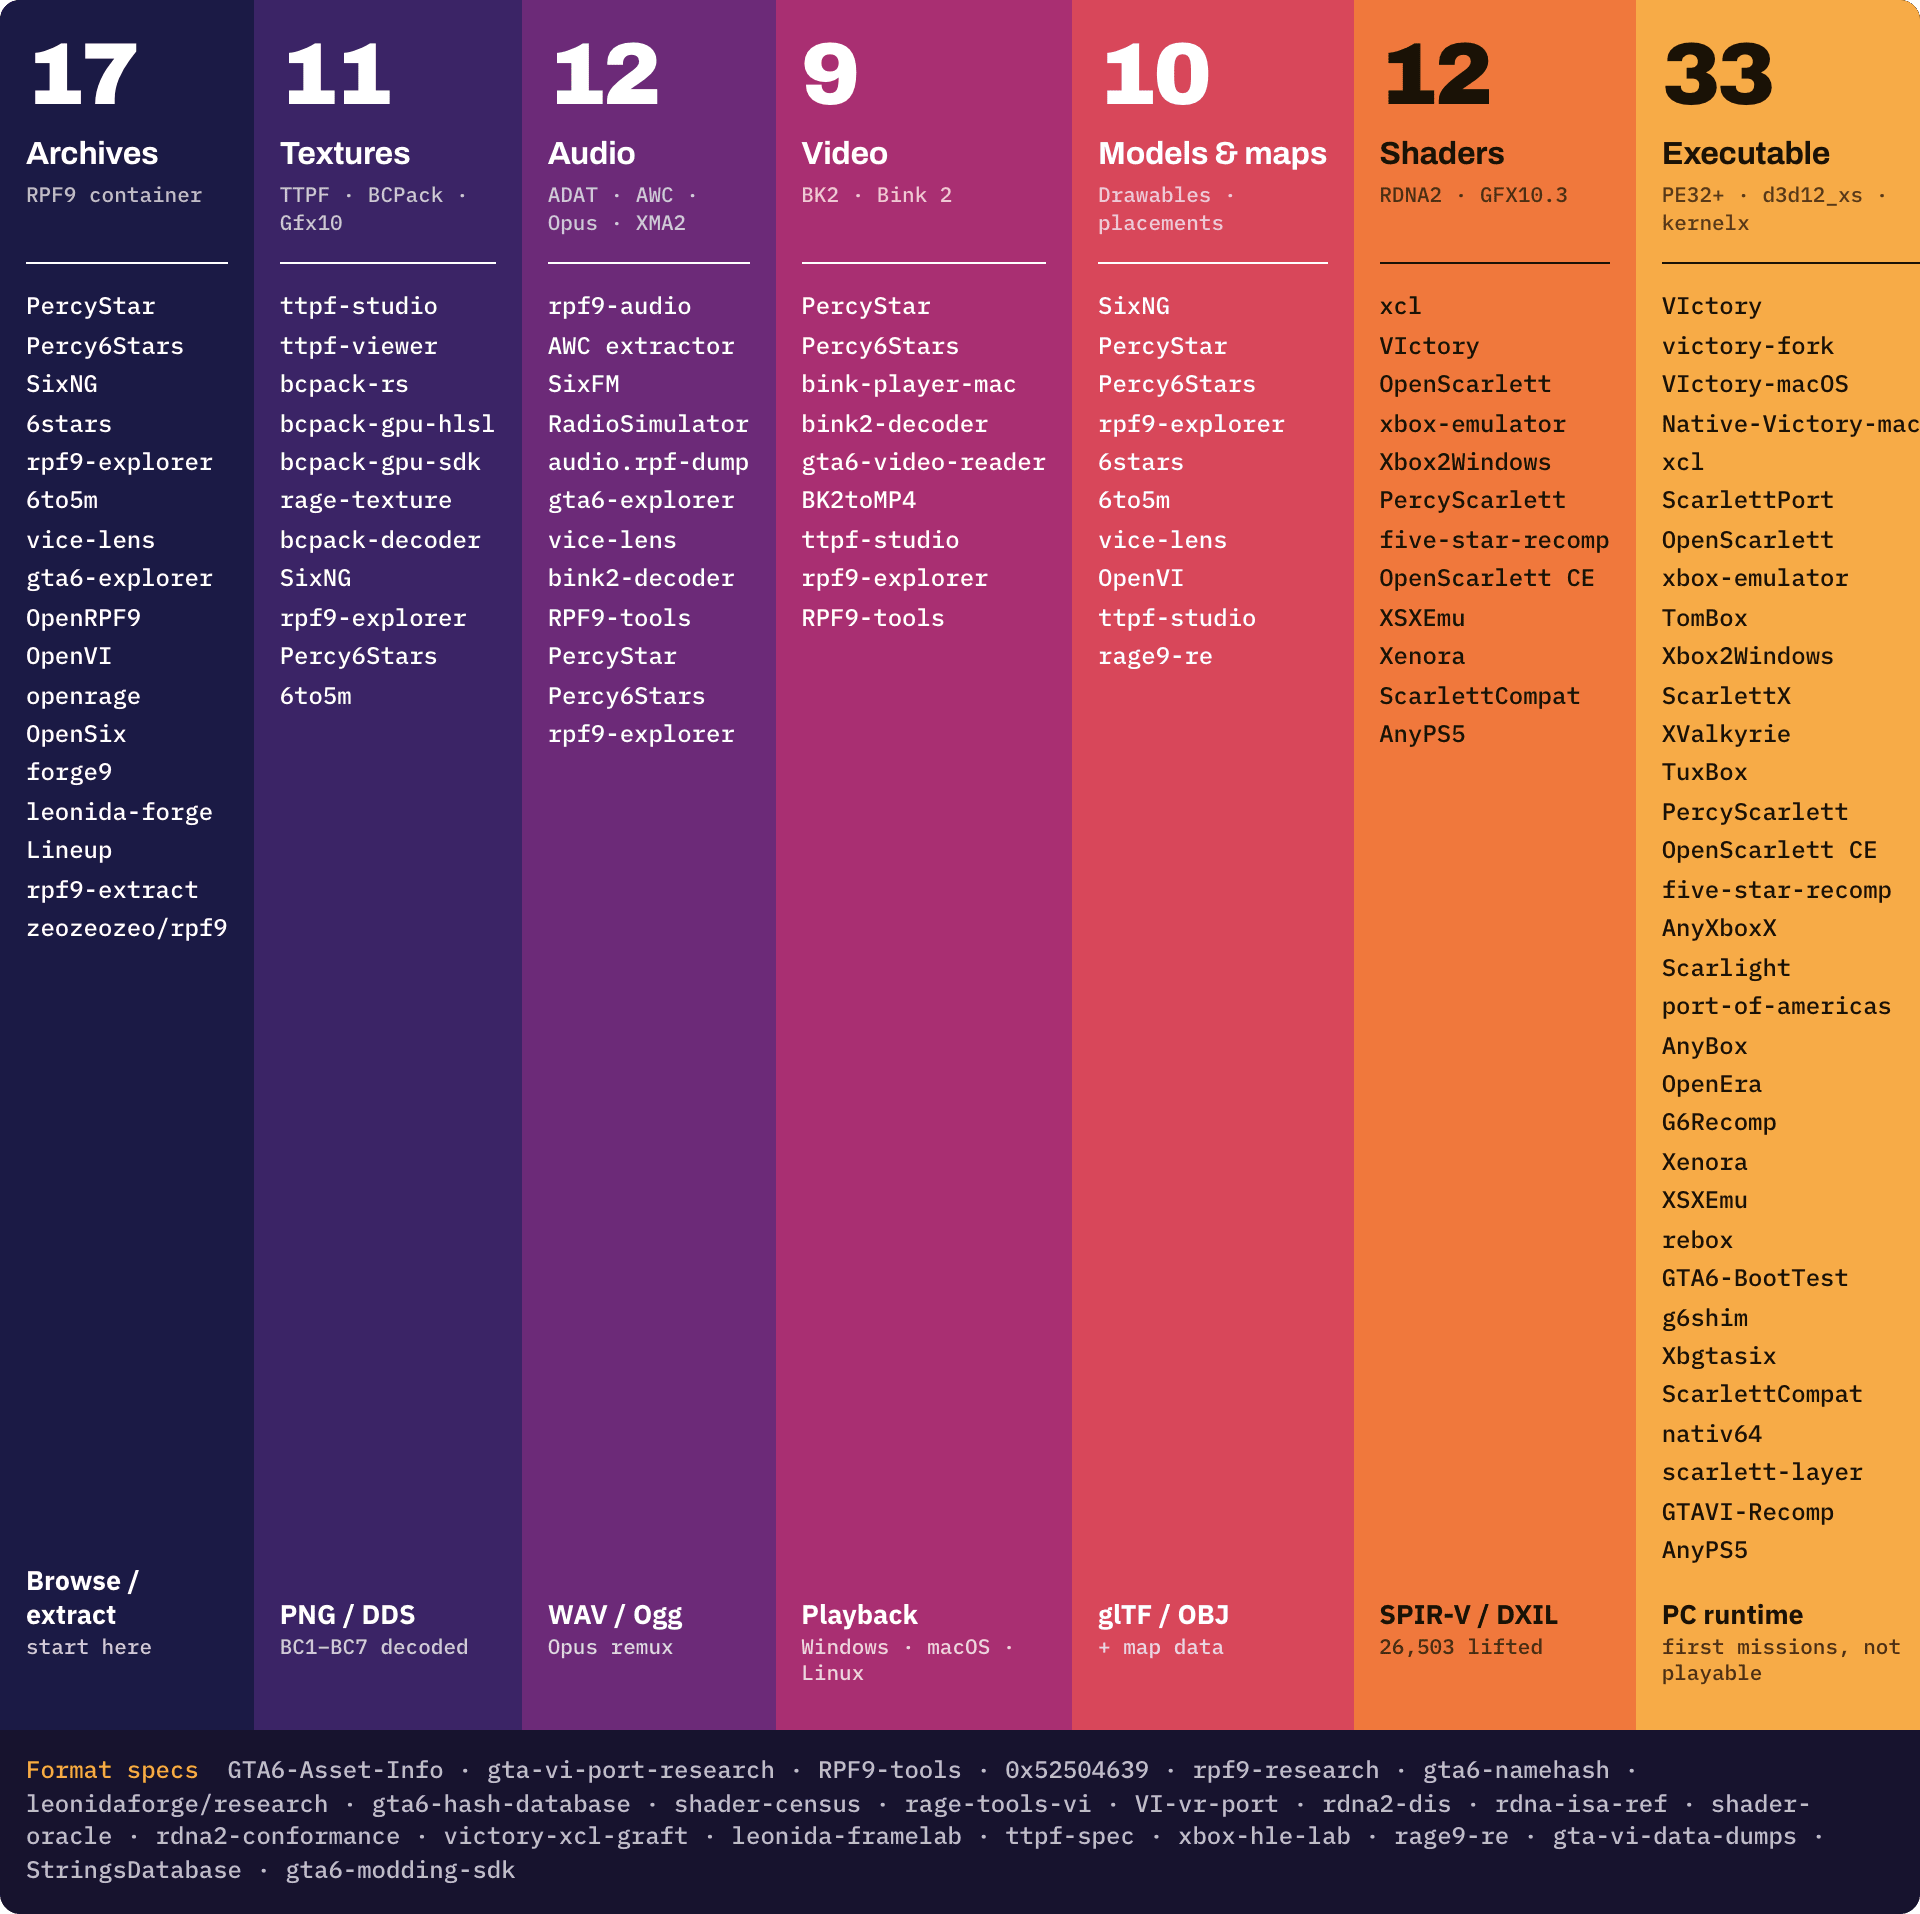 17
Archives
RPF9 container
PercyStar
Percy6Stars
SixNG
6stars
rpf9-explorer
6to5m
vice-lens
gta6-explorer
OpenRPF9
OpenVI
openrage
OpenSix
forge9
leonida-forge
Lineup
rpf9-extract
zeozeozeo/rpf9
Browse /
extract
start here
11
Textures
TTPF · BCPack ·
Gfx10
ttpf-studio
ttpf-viewer
bcpack-rs
bcpack-gpu-hlsl
bcpack-gpu-sdk
rage-texture
bcpack-decoder
SixNG
rpf9-explorer
Percy6Stars
6to5m
PNG / DDS
BC1–BC7 decoded
12
Audio
ADAT · AWC ·
Opus · XMA2
rpf9-audio
AWC extractor
SixFM
RadioSimulator
audio.rpf-dump
gta6-explorer
vice-lens
bink2-decoder
RPF9-tools
PercyStar
Percy6Stars
rpf9-explorer
WAV / Ogg
Opus remux
9
Video
BK2 · Bink 2
PercyStar
Percy6Stars
bink-player-mac
bink2-decoder
gta6-video-reader
BK2toMP4
ttpf-studio
rpf9-explorer
RPF9-tools
Playback
Windows · macOS ·
Linux
10
Models & maps
Drawables ·
placements
SixNG
PercyStar
Percy6Stars
rpf9-explorer
6stars
6to5m
vice-lens
OpenVI
ttpf-studio
rage9-re
glTF / OBJ
+ map data
12
Shaders
RDNA2 · GFX10.3
xcl
VIctory
OpenScarlett
xbox-emulator
Xbox2Windows
PercyScarlett
five-star-recomp
OpenScarlett CE
XSXEmu
Xenora
ScarlettCompat
AnyPS5
SPIR-V / DXIL
26,503 lifted
33
Executable
PE32+ · d3d12_xs ·
kernelx
VIctory
victory-fork
VIctory-macOS
Native-Victory-mac
xcl
ScarlettPort
OpenScarlett
xbox-emulator
TomBox
Xbox2Windows
ScarlettX
XValkyrie
TuxBox
PercyScarlett
OpenScarlett CE
five-star-recomp
AnyXboxX
Scarlight
port-of-americas
AnyBox
OpenEra
G6Recomp
Xenora
XSXEmu
rebox
GTA6-BootTest
g6shim
Xbgtasix
ScarlettCompat
nativ64
scarlett-layer
GTAVI-Recomp
AnyPS5
PC runtime
first missions, not
playable
Format specs GTA6-Asset-Info · gta-vi-port-research · RPF9-tools · 0x52504639 · rpf9-research · gta6-namehash ·
leonidaforge/research · gta6-hash-database · shader-census · rage-tools-vi · VI-vr-port · rdna2-dis · rdna-isa-ref · shader-
oracle · rdna2-conformance · victory-xcl-graft · leonida-framelab · ttpf-spec · xbox-hle-lab · rage9-re · gta-vi-data-dumps ·
StringsDatabase · gta6-modding-sdk